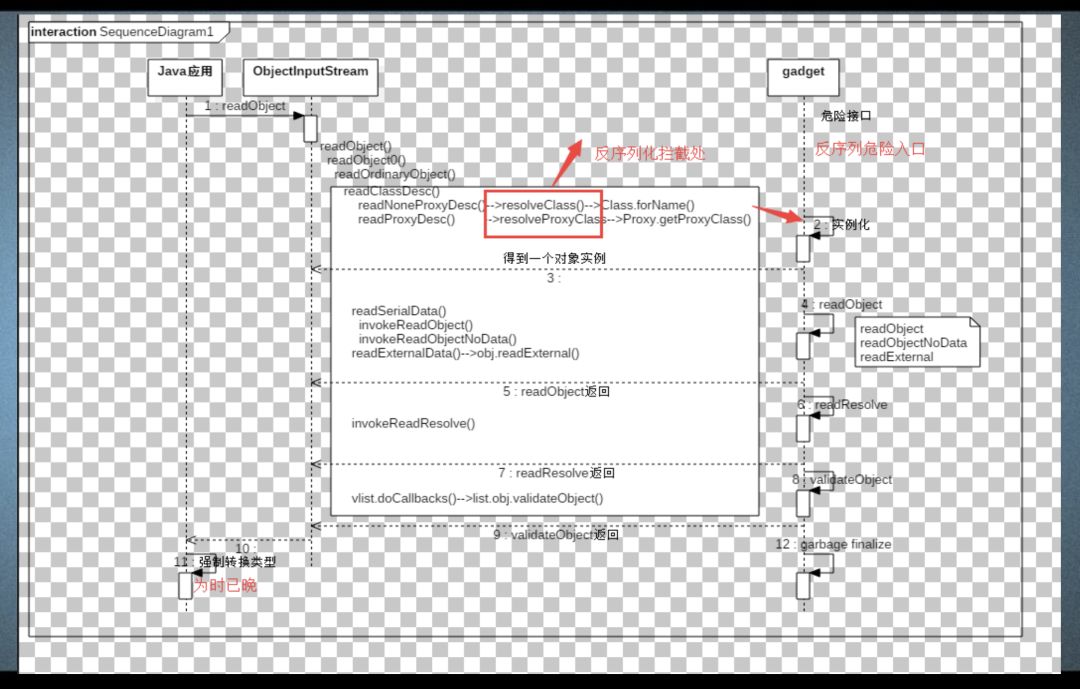 interaction SequenceDiagram1
Java应用
ObjectInputStream
gadget
1 : readObject
危险接口
readObject()
readObject0()
readOrdinaryObject()
反序列化拦截处
反序列危险入口
readClassDesc()
readNoneProxyDesc()-->resolveClass()-->Class.forName()
readProxyDesc() ->resolveProxyClass-->Proxy.getProxyClass()
2 : 实例化
得到一个对象实例
3 :
4 : readObject
readSerialData()
invokeReadObject()
invokeReadObjectNoData()
readExternalData()-->obj.readExternal()
readObject
readObjectNoData
readExternal
5 : readObject返回
6 : readResolve
invokeReadResolve()
7 : readResolve返回
8 : validateObject
vlist.doCallbacks()-->list.obj.validateObject()
9 : validateObject返回
10 :
12 : garbage finalize
11 : 强制转换类型
为时已晚